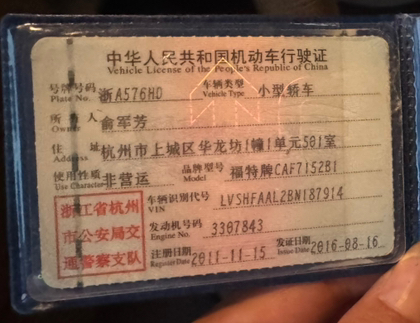 中华人民共和国机动车行驶证
Vehicle License of the People's Republic of China
号牌号码 浙A576HD 车辆类型 小型轿车
Plate No. Vehicle Type
所有人 俞军芳
Owner
住址 杭州市上城区华龙坊1幢1单元501室
Address
使用性质 非营运 品牌型号 福特牌CAF7152B1
Use Character Model
浙江省杭州
市公安局交
通警察支队
车辆识别代号 LVSHFAAL2BN187914
VIN
发动机号码 3307843
Engine No.
注册日期 2011-11-15 发证日期 2016-08-16
Register Date Issue Date